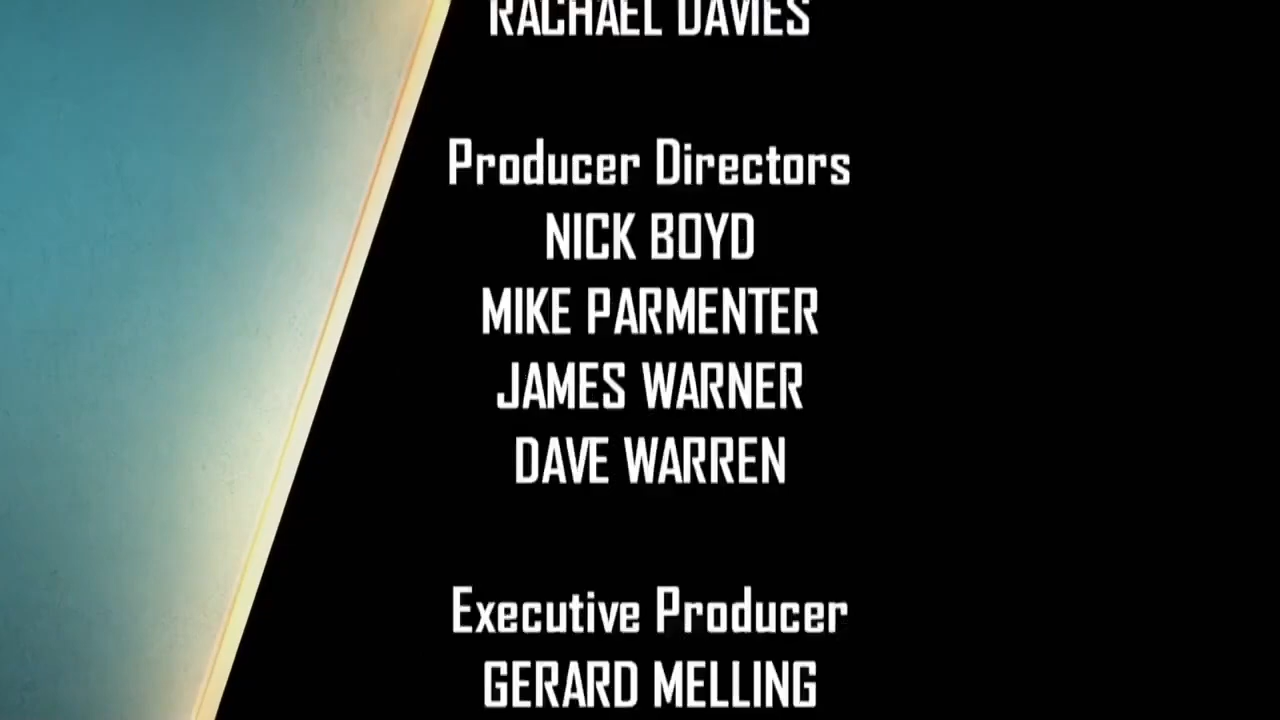 RACHAEL DAVIES
Producer Directors
NICK BOYD
MIKE PARMENTER
JAMES WARNER
DAVE WARREN
Executive Producer
GERARD MELLING